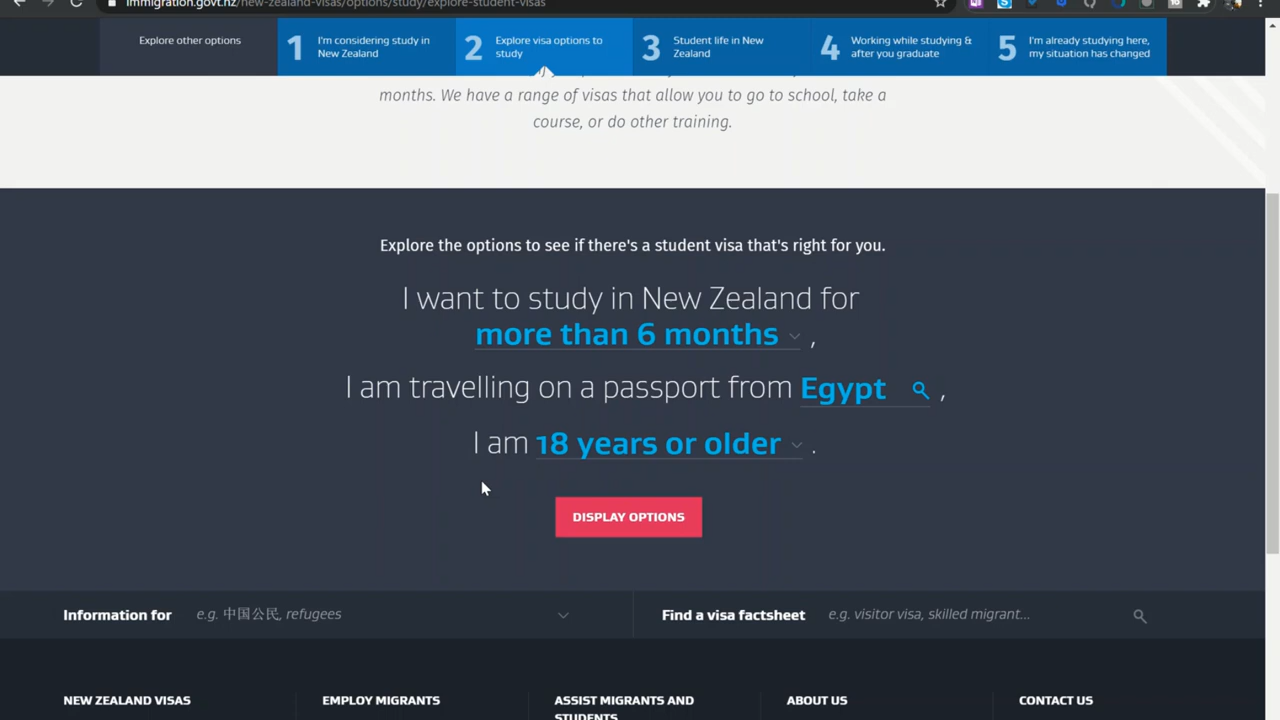 immigration.govt.nz/new-zealand-visas/options/study/explore-student-visas
Explore other options
1 I'm considering study in
New Zealand
2 Explore visa options to
study
3 Student life in New
Zealand
4 Working while studying &
after you graduate
5 I'm already studying here,
my situation has changed
months. We have a range of visas that allow you to go to school, take a
course, or do other training.
Explore the options to see if there's a student visa that's right for you.
I want to study in New Zealand for
more than 6 months ,
I am travelling on a passport from Egypt ,
I am 18 years or older .
DISPLAY OPTIONS
Information for e.g. 中国公民, refugees
Find a visa factsheet e.g. visitor visa, skilled migrant...
NEW ZEALAND VISAS
EMPLOY MIGRANTS
ASSIST MIGRANTS AND
STUDENTS
ABOUT US
CONTACT US